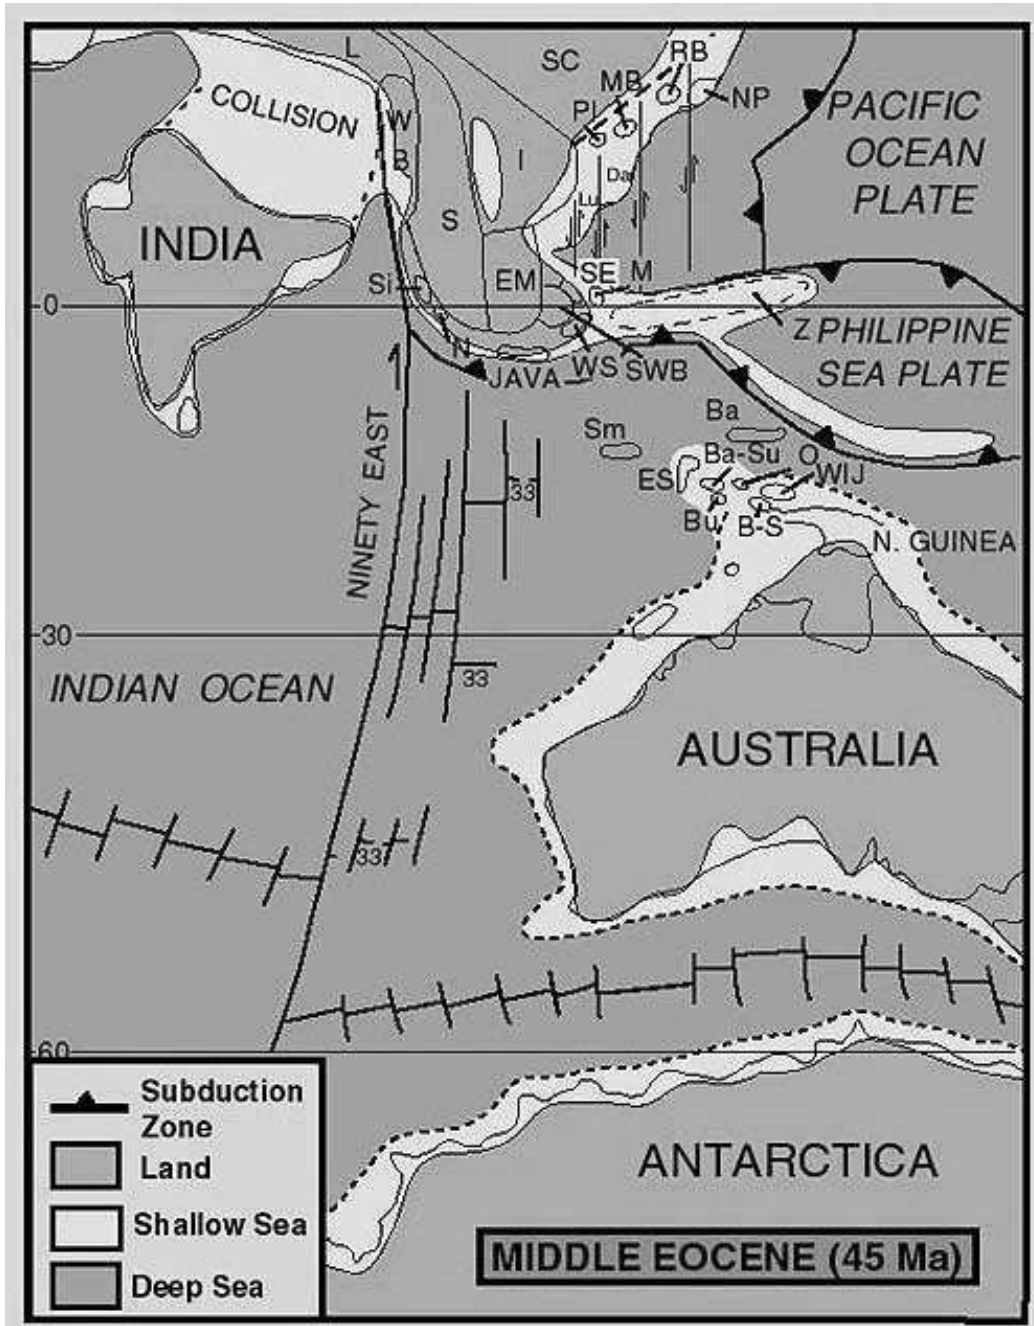 L
SC
RB
MB
NP
PI
COLLISION
W
B
I
Da
Lu
S
PACIFIC
OCEAN
PLATE
INDIA
Si
EM
SE
M
0
N
JAVA
WS
SWB
Z
PHILIPPINE
SEA PLATE
NINETY EAST
Sm
Ba
Ba-Su
O
WIJ
ES
Bu
B-S
N. GUINEA
33
30
33
INDIAN OCEAN
AUSTRALIA
33
60
ANTARCTICA
Subduction
Zone
Land
Shallow Sea
Deep Sea
MIDDLE EOCENE (45 Ma)